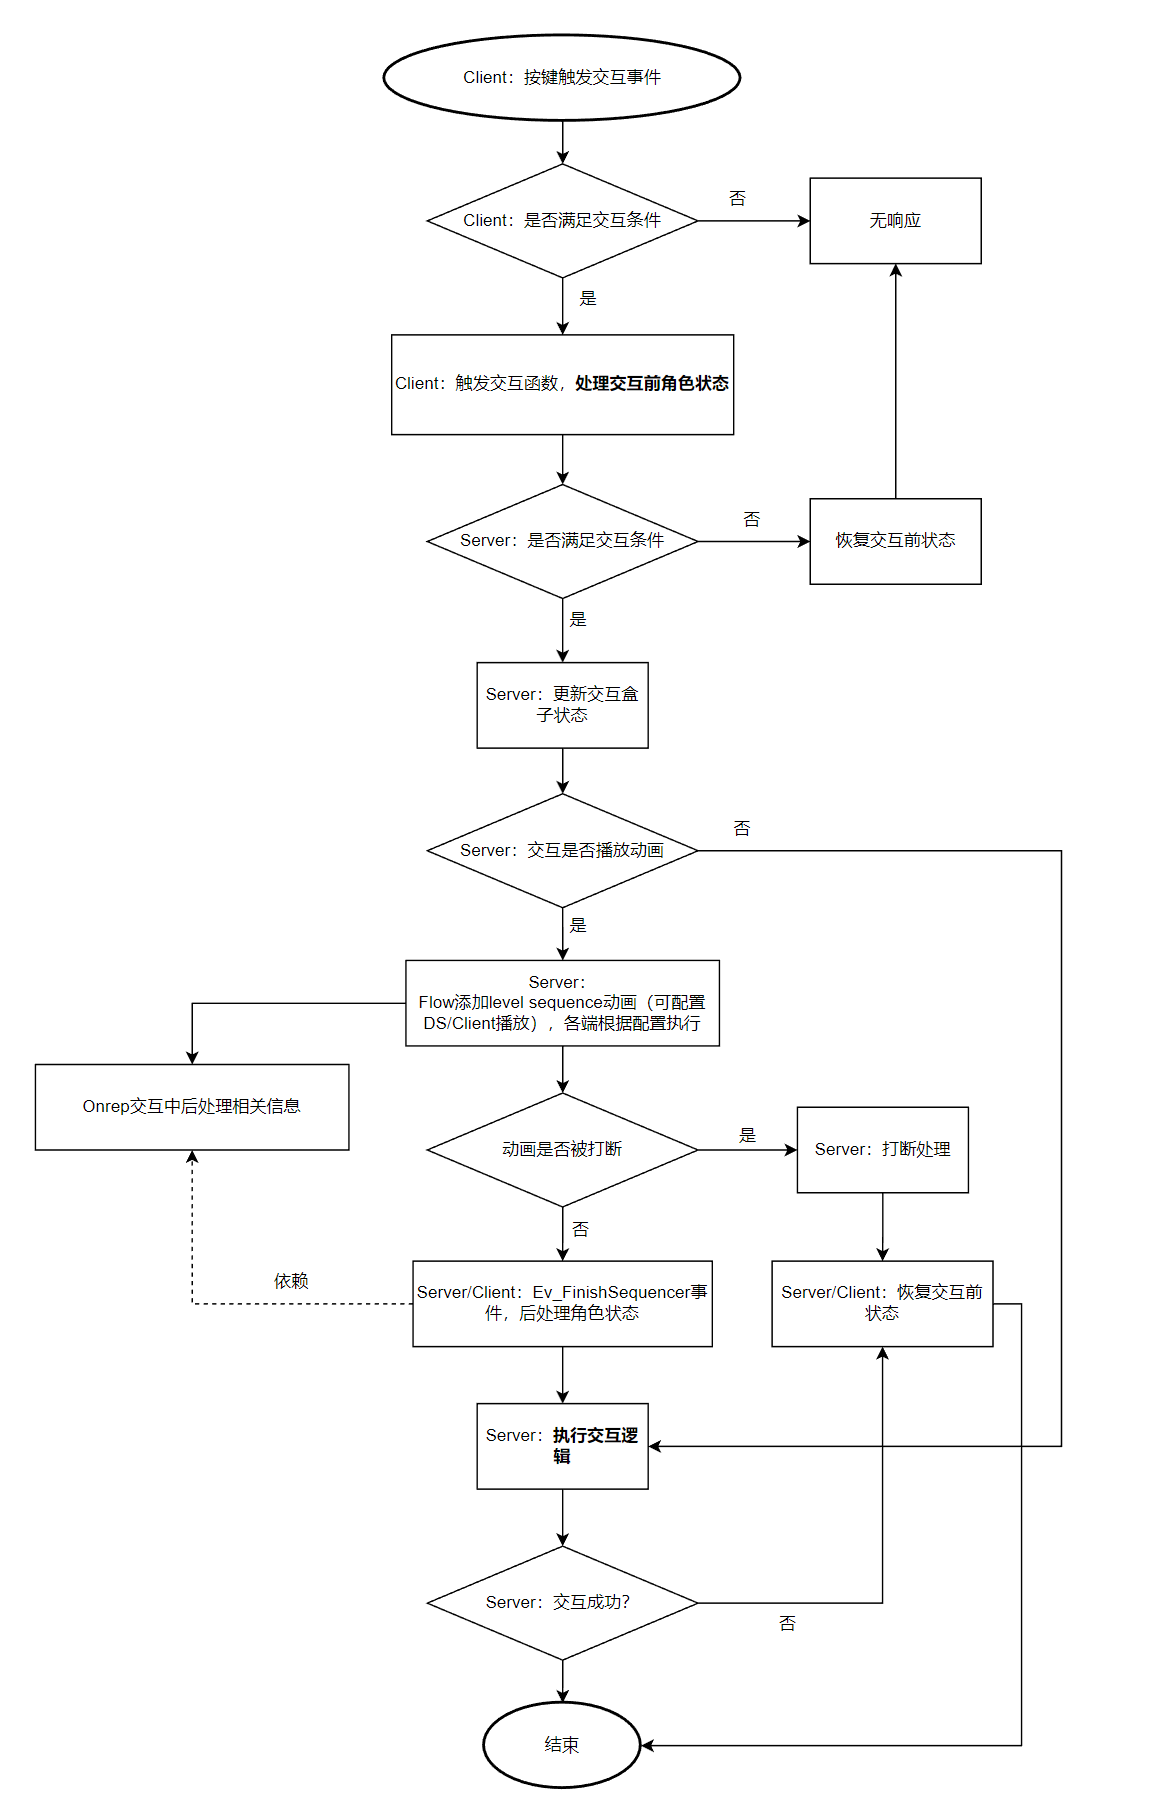 Client：按键触发交互事件
Client：是否满足交互条件
否
无响应
是
Client：触发交互函数，处理交互前角色状态
Server：是否满足交互条件
否
恢复交互前状态
是
Server：更新交互盒
子状态
Server：交互是否播放动画
否
是
Server：
Flow添加level sequence动画（可配置
DS/Client播放），各端根据配置执行
Onrep交互中后处理相关信息
动画是否被打断
是
Server：打断处理
否
依赖
Server/Client：Ev_FinishSequencer事
件，后处理角色状态
Server/Client：恢复交互前
状态
Server：执行交互逻
辑
Server：交互成功？
否
结束